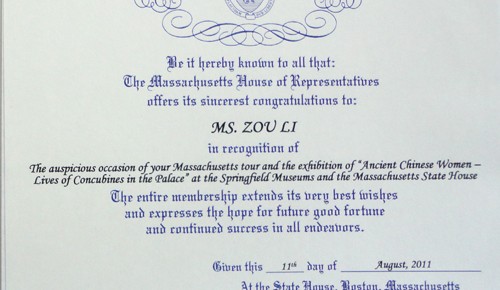 Be it hereby known to all that:
The Massachusetts House of Representatives
offers its sincerest congratulations to:
MS. ZOU LI
in recognition of
The auspicious occasion of your Massachusetts tour and the exhibition of "Ancient Chinese Women –
Lives of Concubines in the Palace" at the Springfield Museums and the Massachusetts State House
The entire membership extends its very best wishes
and expresses the hope for future good fortune
and continued success in all endeavors.
Given this 11th day of August, 2011
At the State House, Boston, Massachusetts